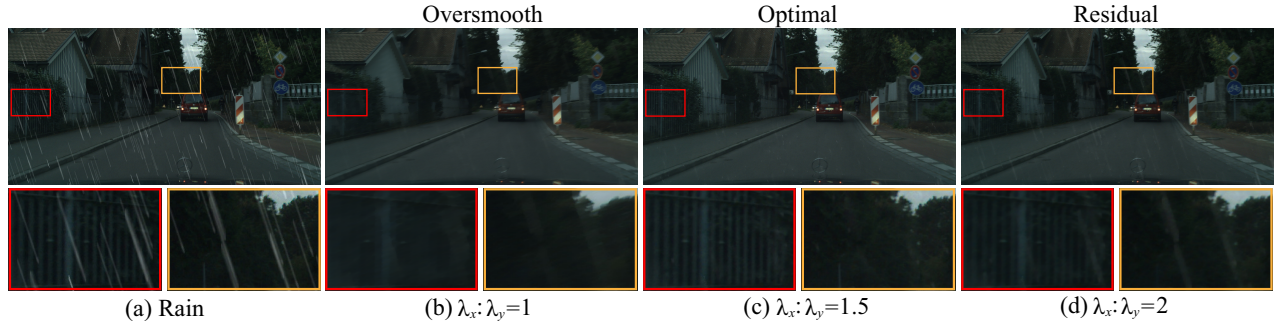 Oversmooth
Optimal
Residual
(a) Rain
(b) λx: λy=1
(c) λx: λy=1.5
(d) λx: λy=2